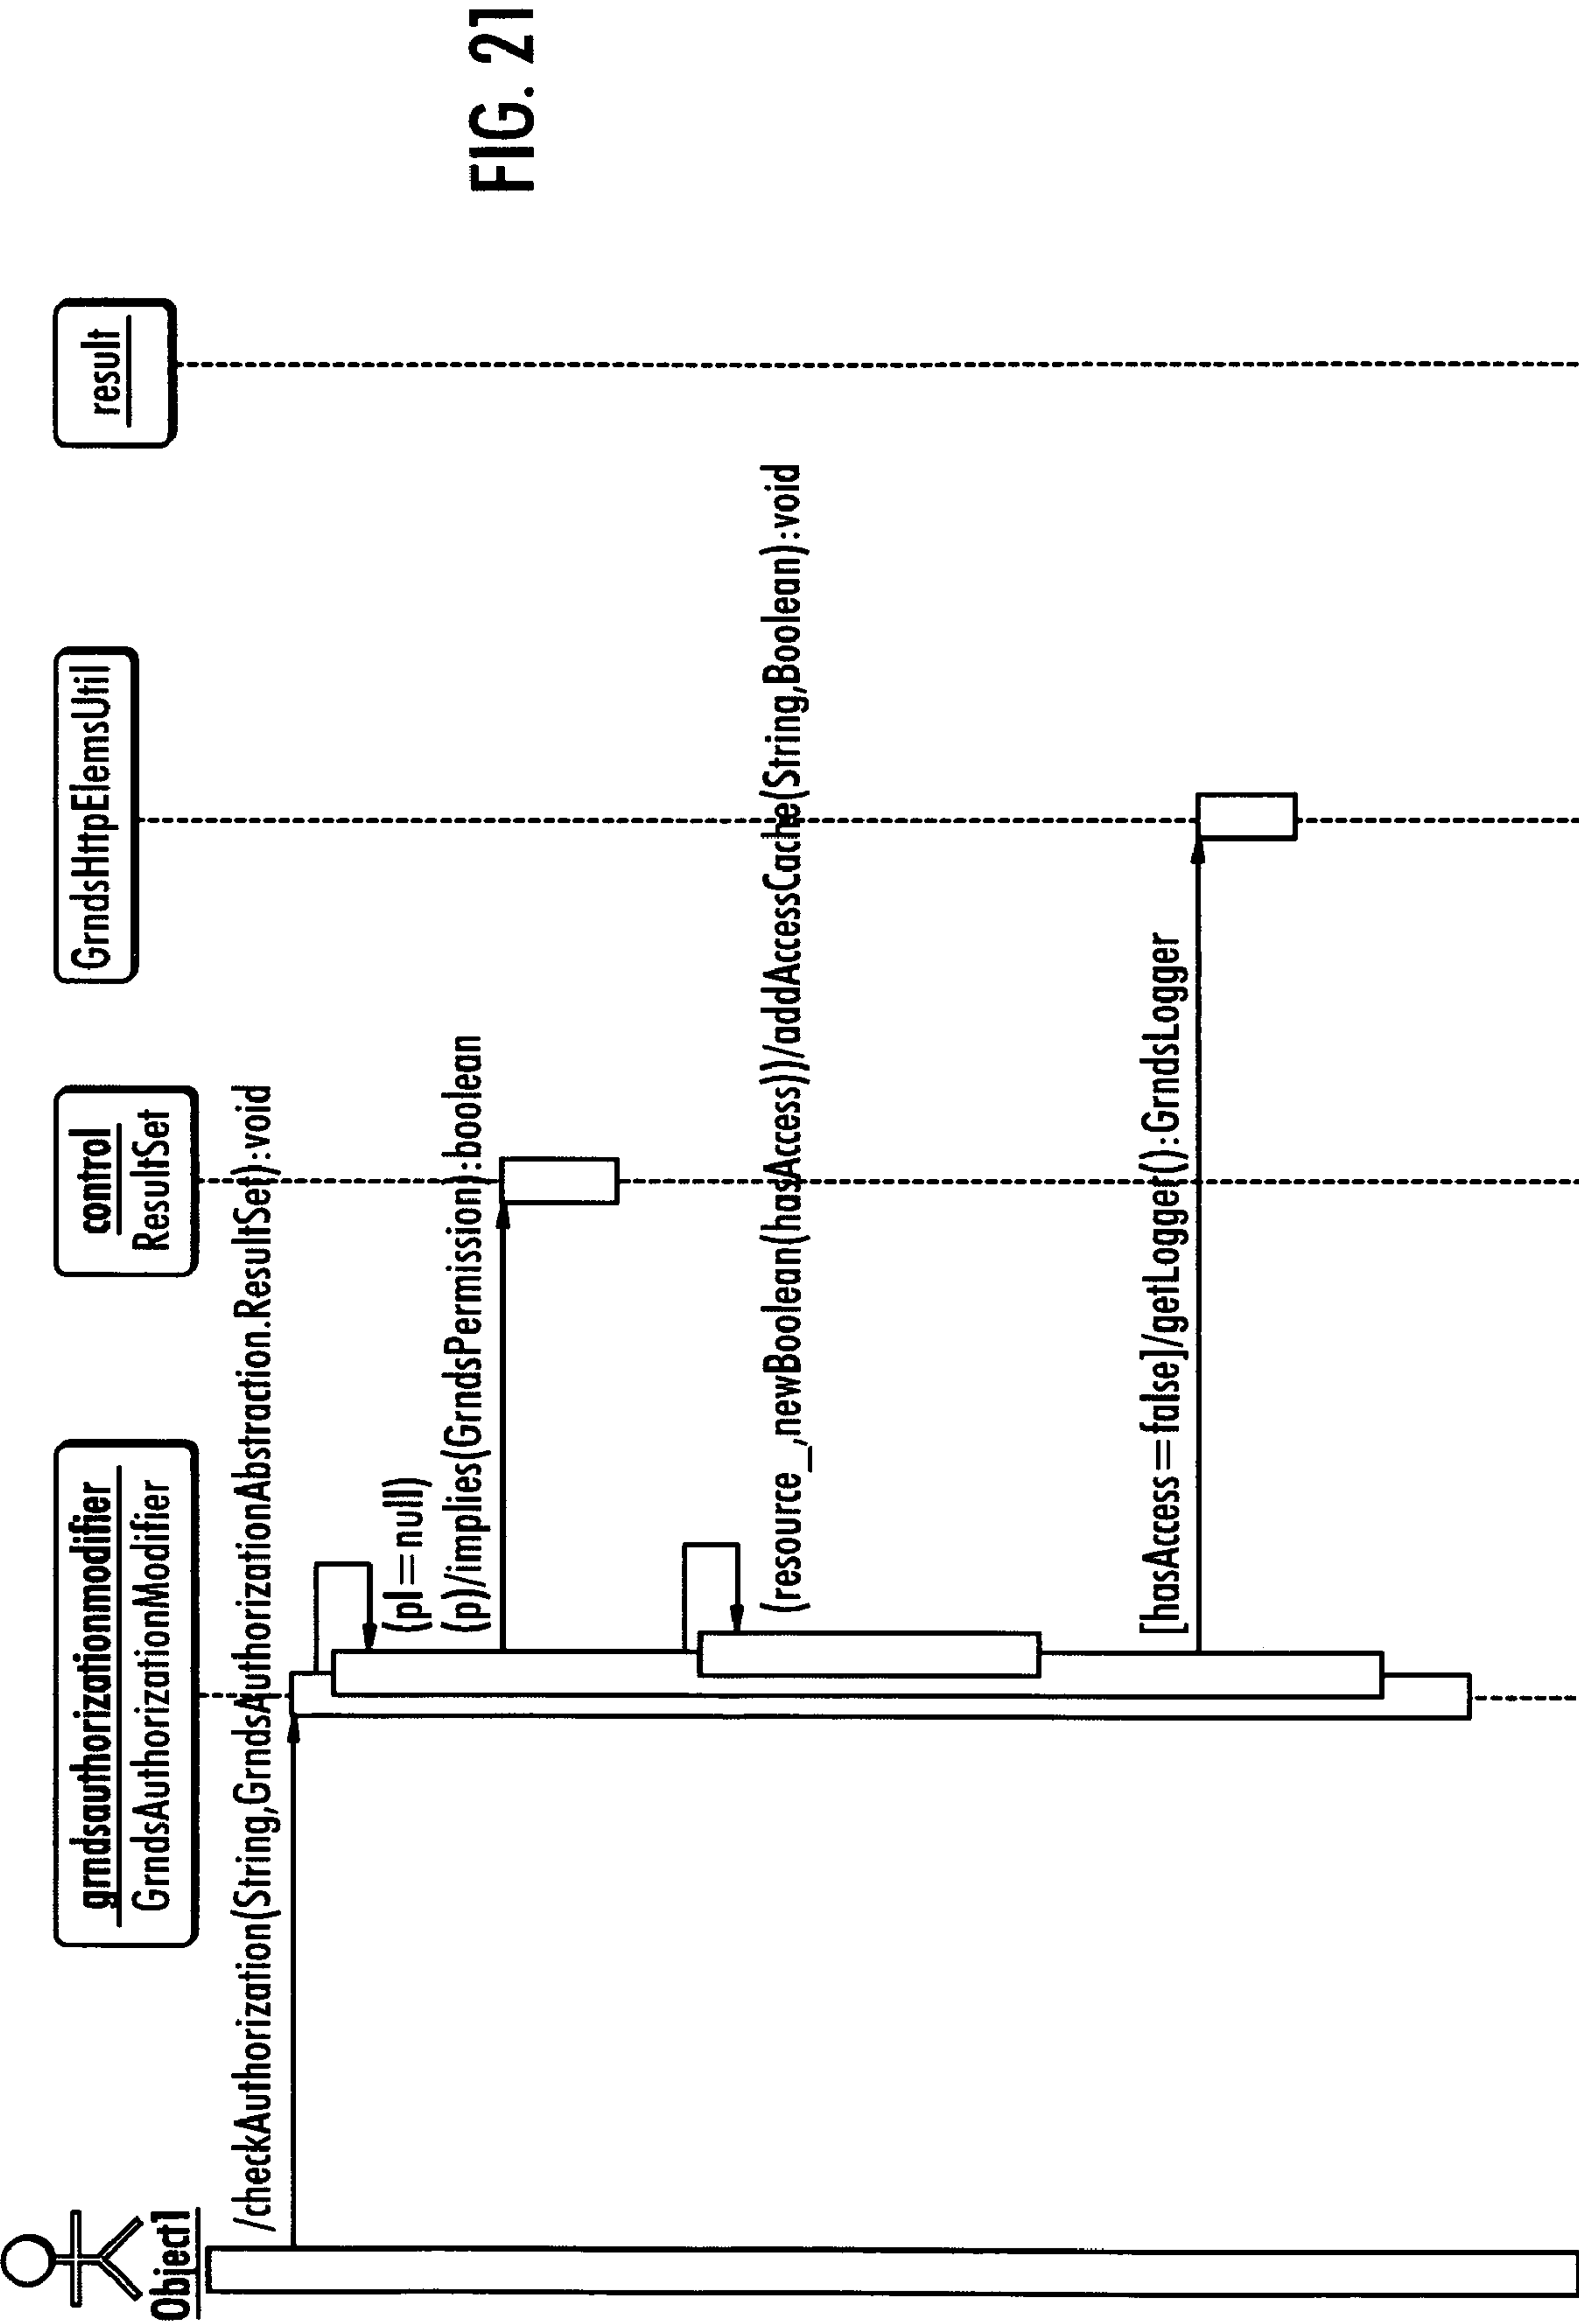 Object1
grndsauthorizationmodifier
GrndsAuthorizationModifier
control
ResultSet
GrndsHttpElemsUtil
result
/checkAuthorization(String,GrndsAuthorizationAbstraction.ResultSet):void
(pl==null)
(p)/implies(GrndsPermission):boolean
(resource_,newBoolean(hasAccess))/addAccessCache(String,Boolean):void
[hasAccess==false]/getLogger():GrndsLogger
FIG. 21